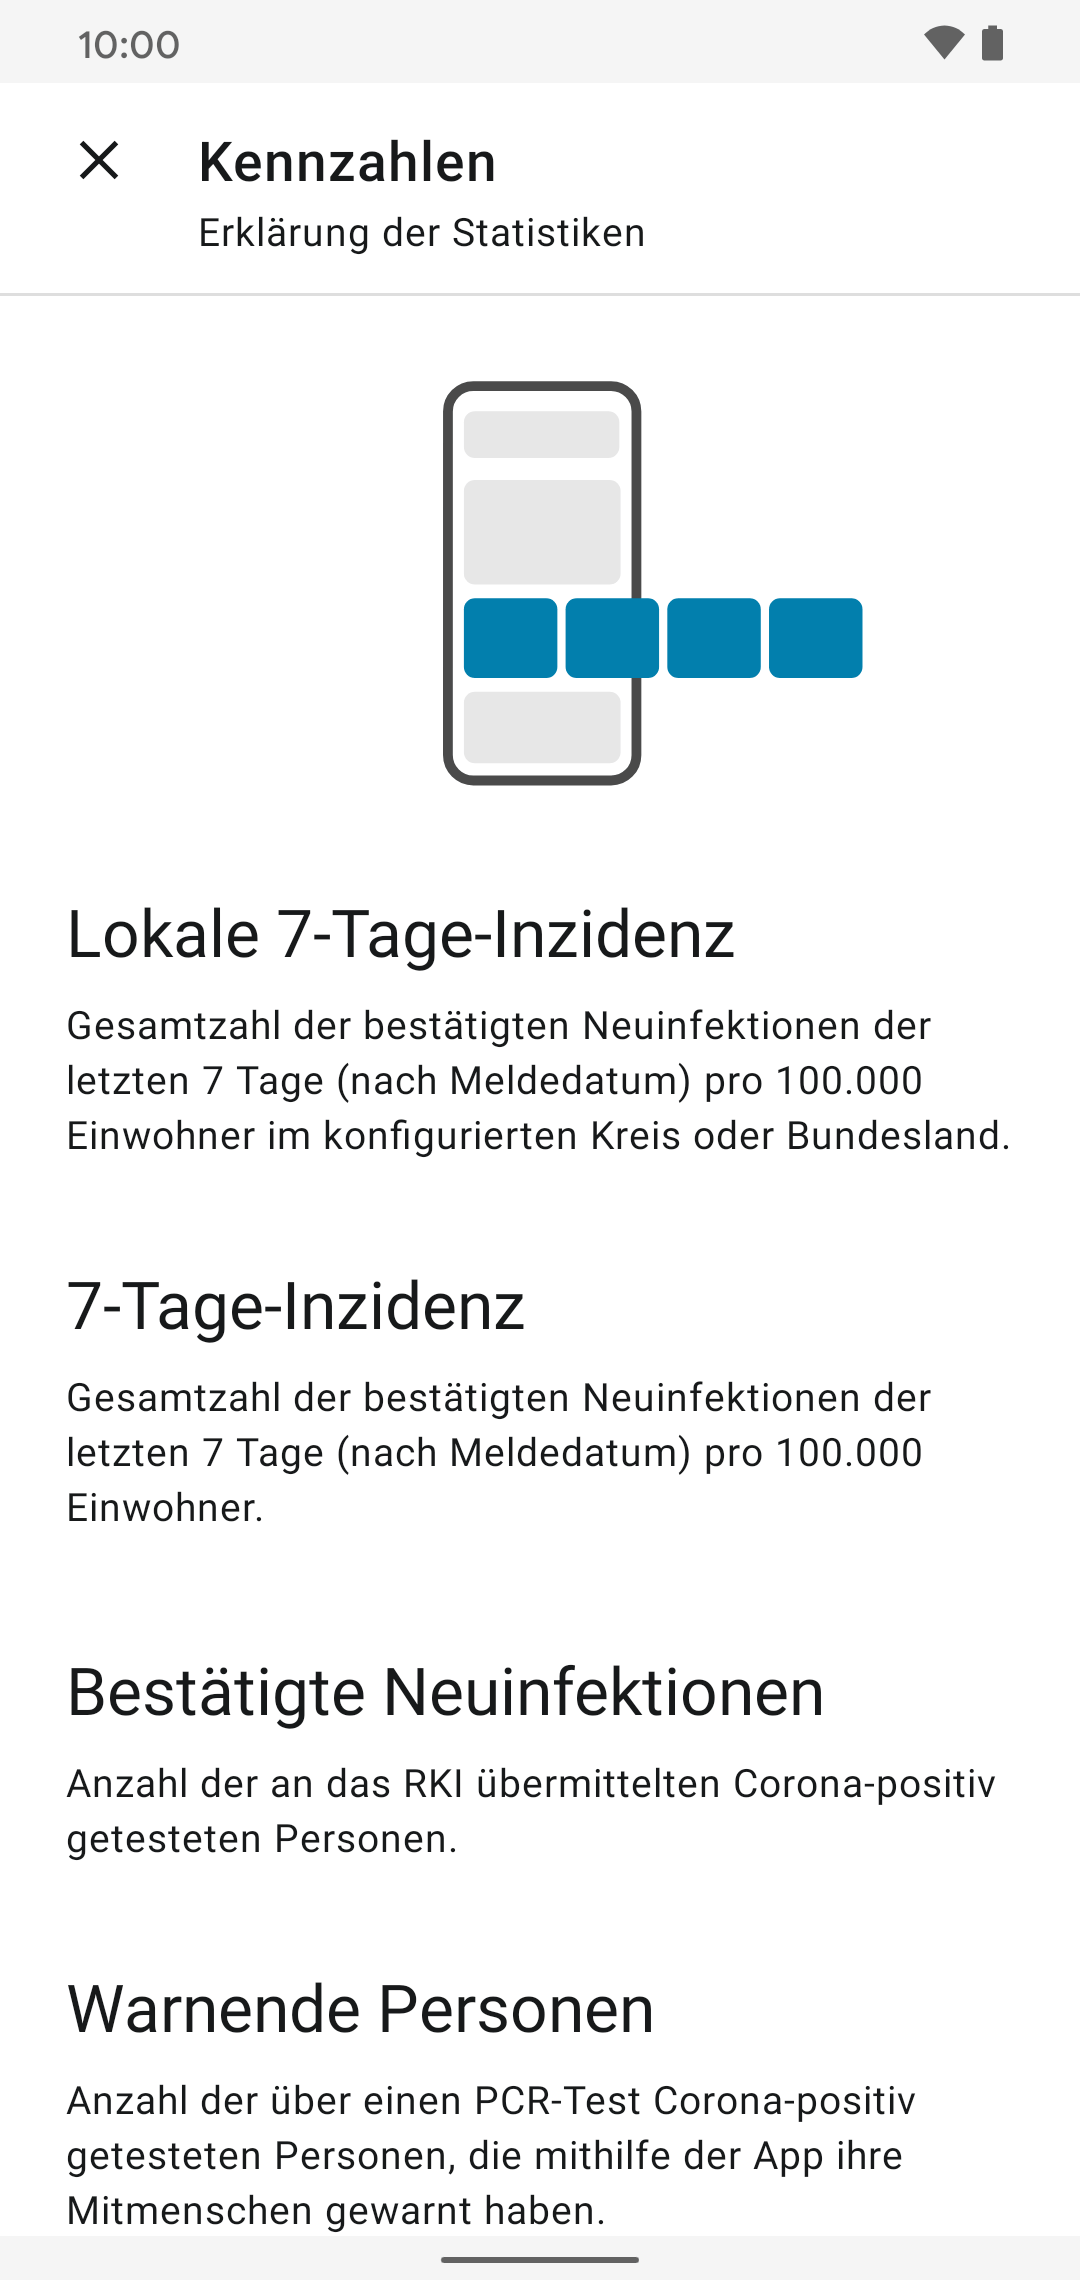 10:00
Kennzahlen
Erklärung der Statistiken
Lokale 7-Tage-Inzidenz
Gesamtzahl der bestätigten Neuinfektionen der
letzten 7 Tage (nach Meldedatum) pro 100.000
Einwohner im konfigurierten Kreis oder Bundesland.
7-Tage-Inzidenz
Gesamtzahl der bestätigten Neuinfektionen der
letzten 7 Tage (nach Meldedatum) pro 100.000
Einwohner.
Bestätigte Neuinfektionen
Anzahl der an das RKI übermittelten Corona-positiv
getesteten Personen.
Warnende Personen
Anzahl der über einen PCR-Test Corona-positiv
getesteten Personen, die mithilfe der App ihre
Mitmenschen gewarnt haben.